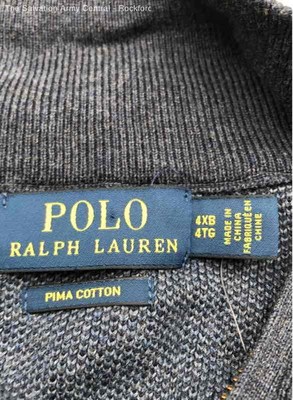 The Salvation Army Central - Rockford
POLO
RALPH LAUREN
4XB
4TG
MADE IN
CHINA
FABRIQUÉ EN
CHINE
PIMA COTTON